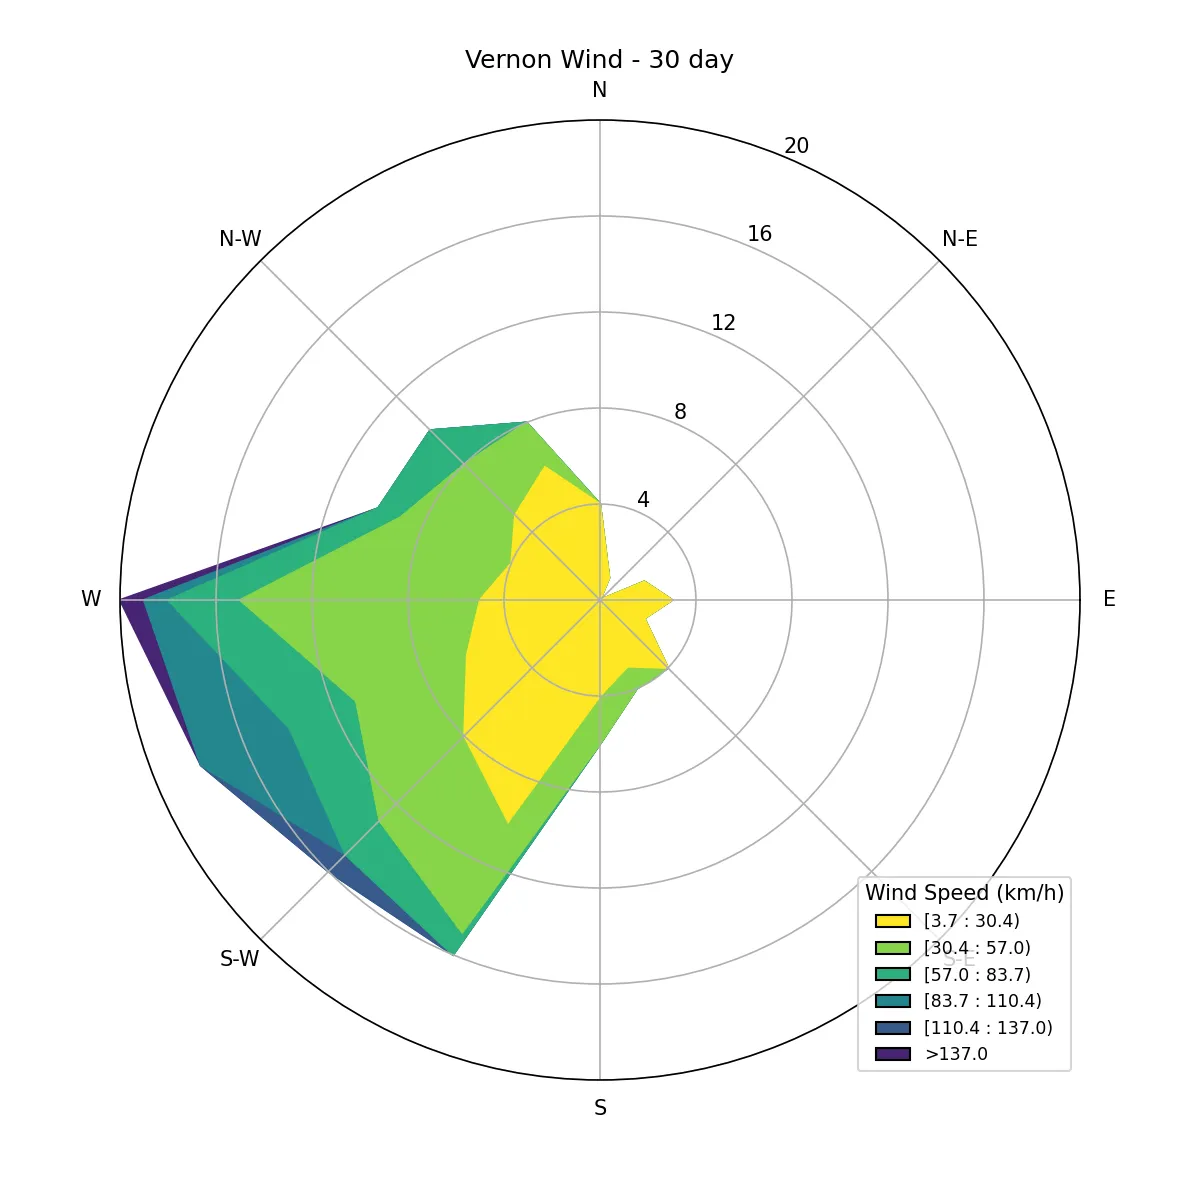 Vernon Wind - 30 day
N
20
N-W
N-E
16
12
8
4
W
E
Wind Speed (km/h)
[3.7 : 30.4)
[30.4 : 57.0)
S-W
S-E
[57.0 : 83.7)
[83.7 : 110.4)
[110.4 : 137.0)
>137.0
S